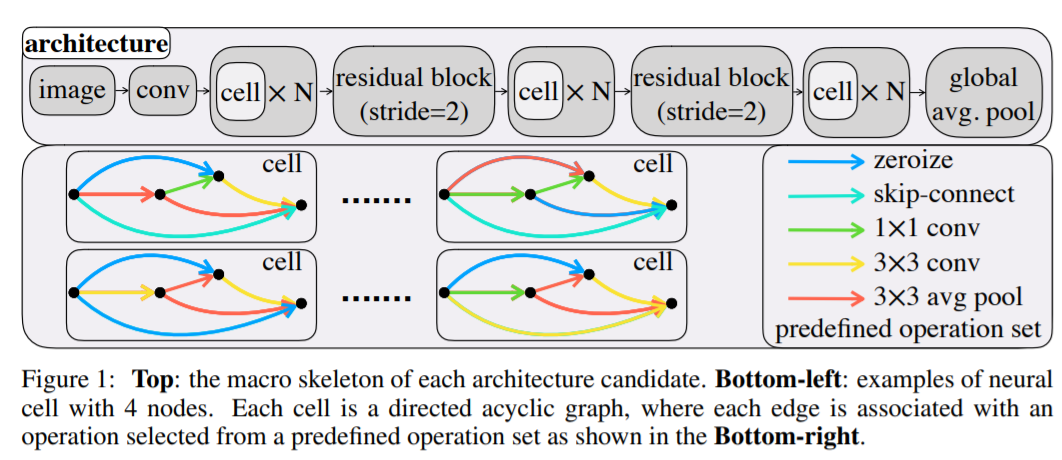 architecture
image
conv
cell × N
residual block
(stride=2)
cell × N
residual block
(stride=2)
cell × N
global
avg. pool
cell
.......
cell
cell
.......
cell
zeroize
skip-connect
1×1 conv
3×3 conv
3×3 avg pool
predefined operation set
Figure 1: Top: the macro skeleton of each architecture candidate. Bottom-left: examples of neural
cell with 4 nodes. Each cell is a directed acyclic graph, where each edge is associated with an
operation selected from a predefined operation set as shown in the Bottom-right.